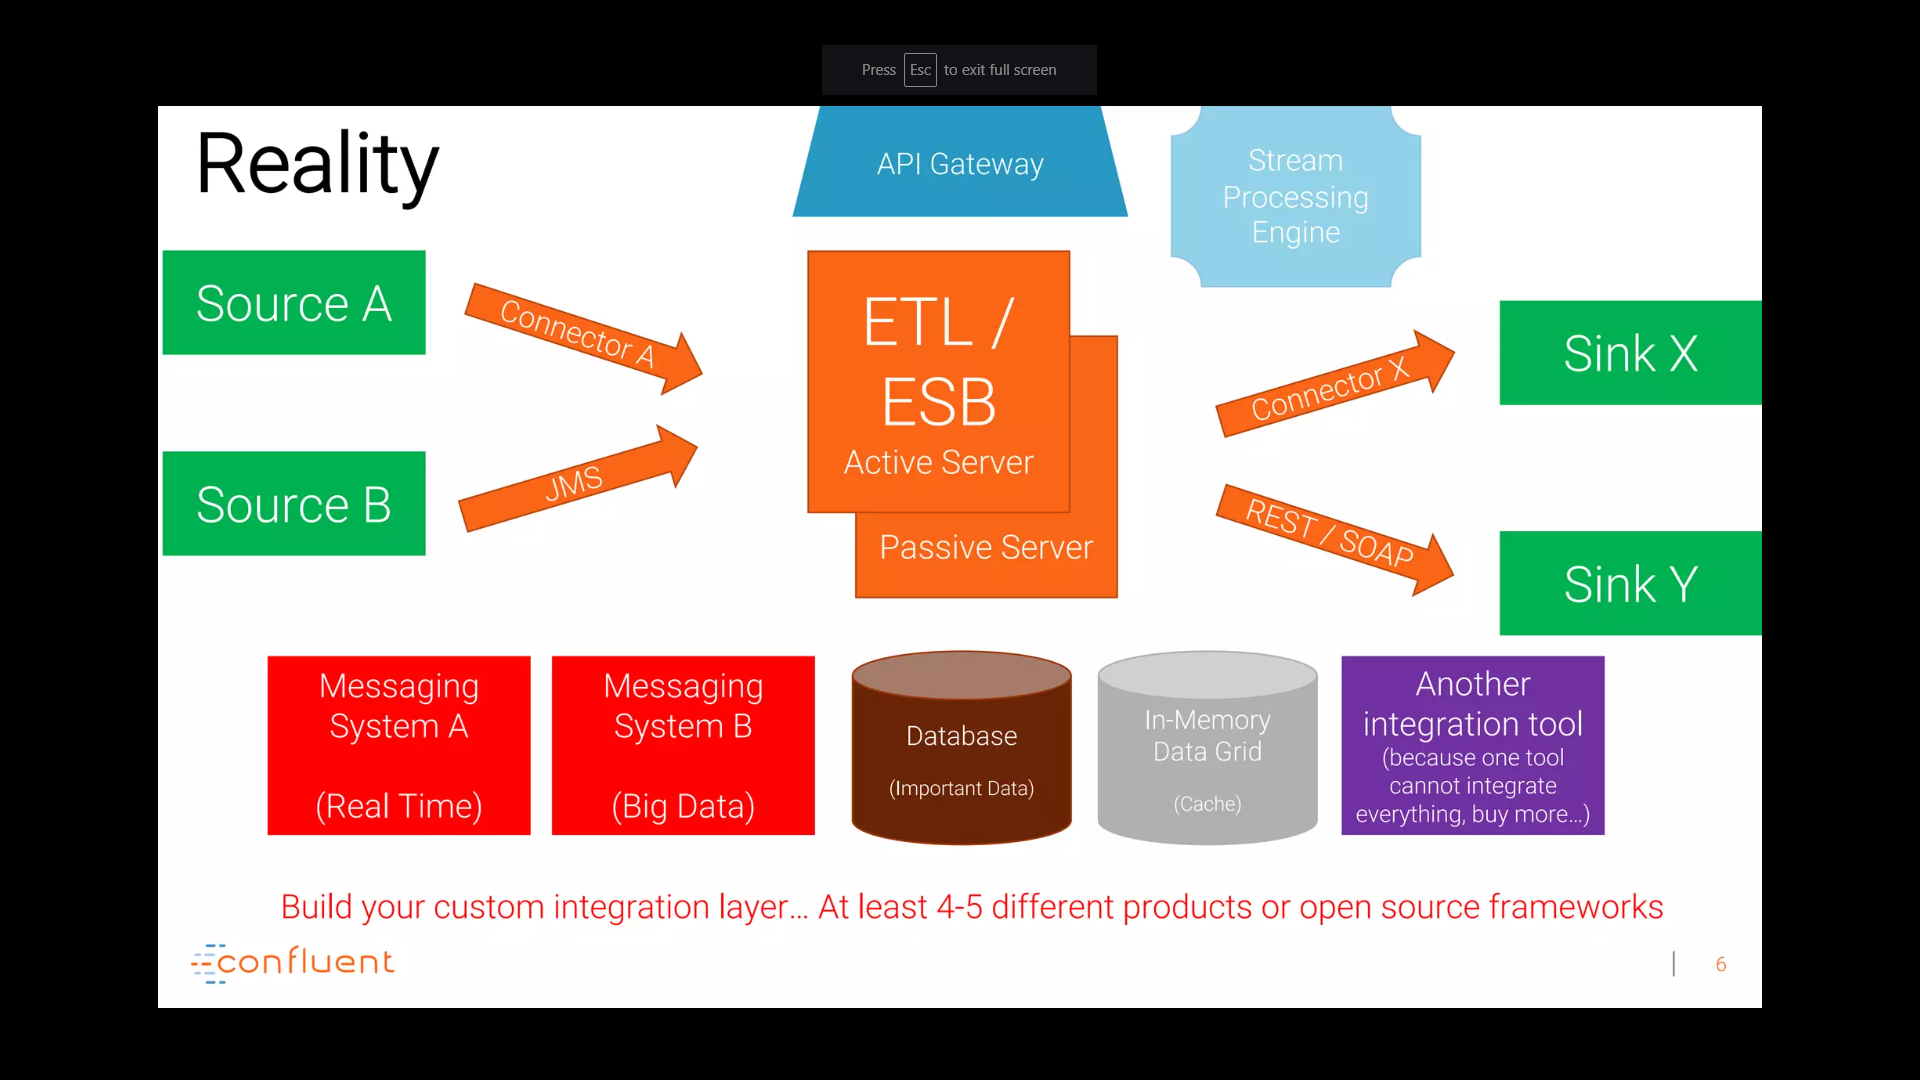 Press Esc to exit full screen
Reality
API Gateway
Stream
Processing
Engine
Source A
Connector A
ETL /
ESB
Active Server
Passive Server
Connector X
Sink X
Source B
JMS
REST / SOAP
Sink Y
Messaging
System A
(Real Time)
Messaging
System B
(Big Data)
Database
(Important Data)
In-Memory
Data Grid
(Cache)
Another
integration tool
(because one tool
cannot integrate
everything, buy more...)
Build your custom integration layer... At least 4-5 different products or open source frameworks
confluent
6